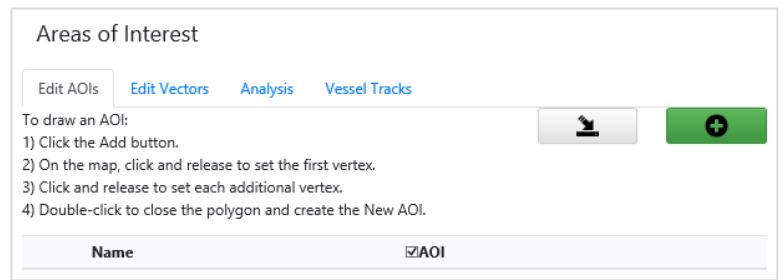 Areas of Interest
Edit AOIs Edit Vectors Analysis Vessel Tracks
To draw an AOI:
1) Click the Add button.
2) On the map, click and release to set the first vertex.
3) Click and release to set each additional vertex.
4) Double-click to close the polygon and create the New AOI.
Name ☑AOI